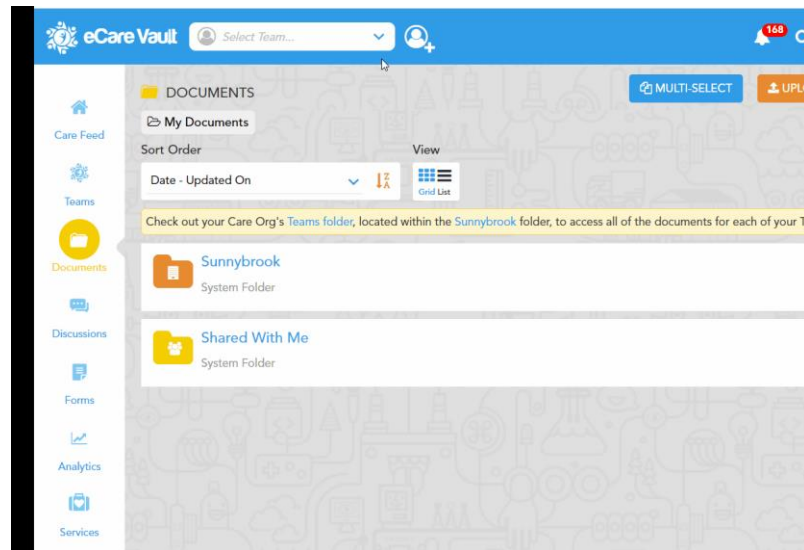 eCare Vault
Select Team...
168
DOCUMENTS
MULTI-SELECT
UPL
My Documents
Care Feed
Sort Order
View
Date - Updated On
Z
A
Grid List
Teams
Check out your Care Org's Teams folder, located within the Sunnybrook folder, to access all of the documents for each of your T
Sunnybrook
System Folder
Documents
Discussions
Shared With Me
System Folder
Forms
Analytics
Services